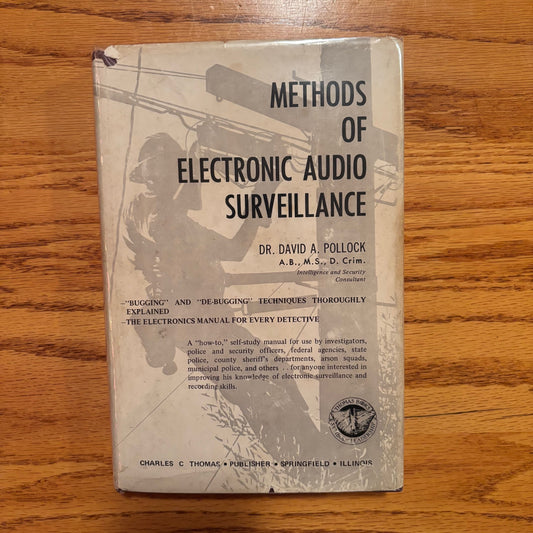 METHODS
OF
ELECTRONIC AUDIO
SURVEILLANCE
DR. DAVID A. POLLOCK
A.B., M.S., D. Crim.
Intelligence and Security
Consultant
—"BUGGING" AND "DE-BUGGING" TECHNIQUES THOROUGHLY
EXPLAINED
—THE ELECTRONICS MANUAL FOR EVERY DETECTIVE
A "how-to," self-study manual for use by investigators,
police and security officers, federal agencies, state
police, county sheriff's departments, arson squads,
municipal police, and others . . for anyone interested in
improving his knowledge of electronic surveillance and
recording skills.
THOMAS BOOKS
CHARLES C THOMAS • PUBLISHER • SPRINGFIELD • ILLINOIS